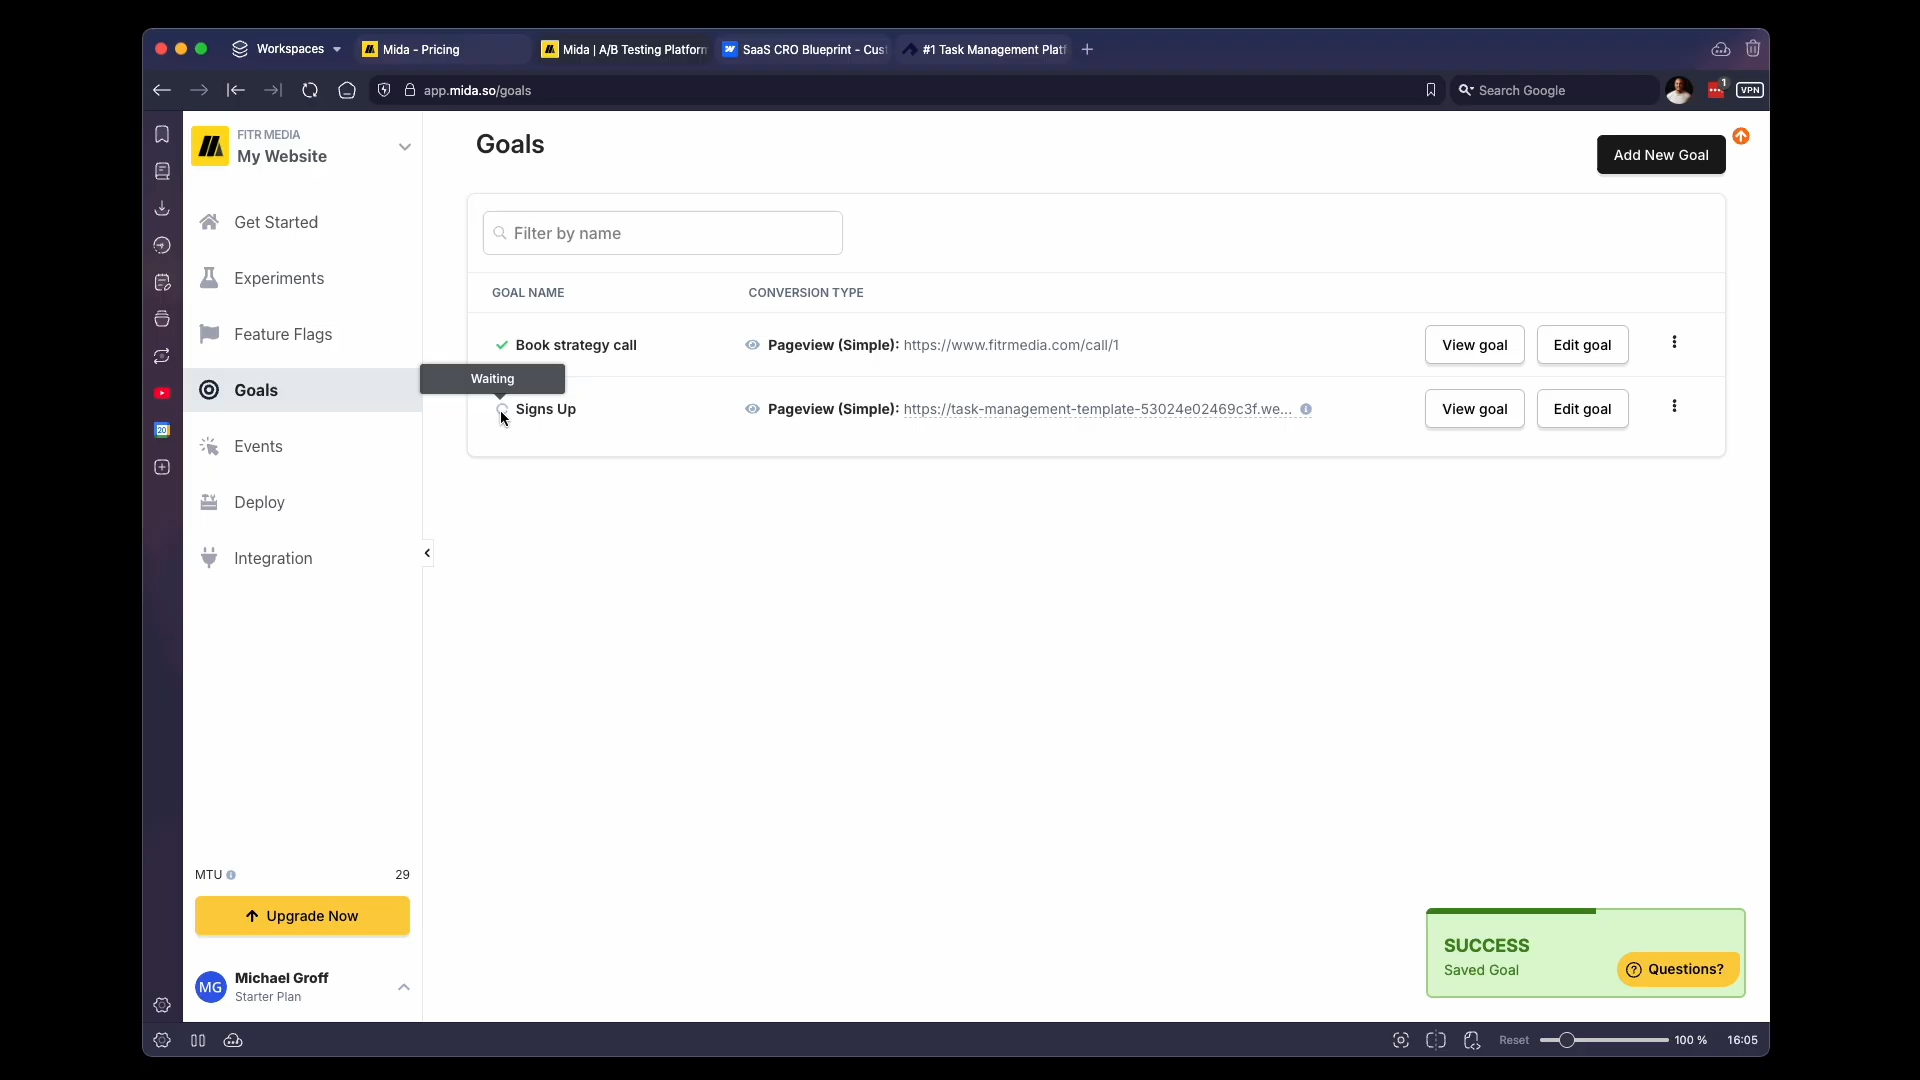 Workspaces
Mida - Pricing
Mida | A/B Testing Platform
SaaS CRO Blueprint - Cust
#1 Task Management Platf
app.mida.so/goals
Search Google
1
VPN
FITR MEDIA
My Website
Goals
Add New Goal
Get Started
Experiments
Feature Flags
Goals
Events
Deploy
Integration
20
Filter by name
GOAL NAME
CONVERSION TYPE
Book strategy call
Pageview (Simple): https://www.fitrmedia.com/call/1
View goal
Edit goal
Waiting
Signs Up
Pageview (Simple): https://task-management-template-53024e02469c3f.we...
View goal
Edit goal
MTU
29
Upgrade Now
MG
Michael Groff
Starter Plan
SUCCESS
Saved Goal
Questions?
Reset
100 %
16:05